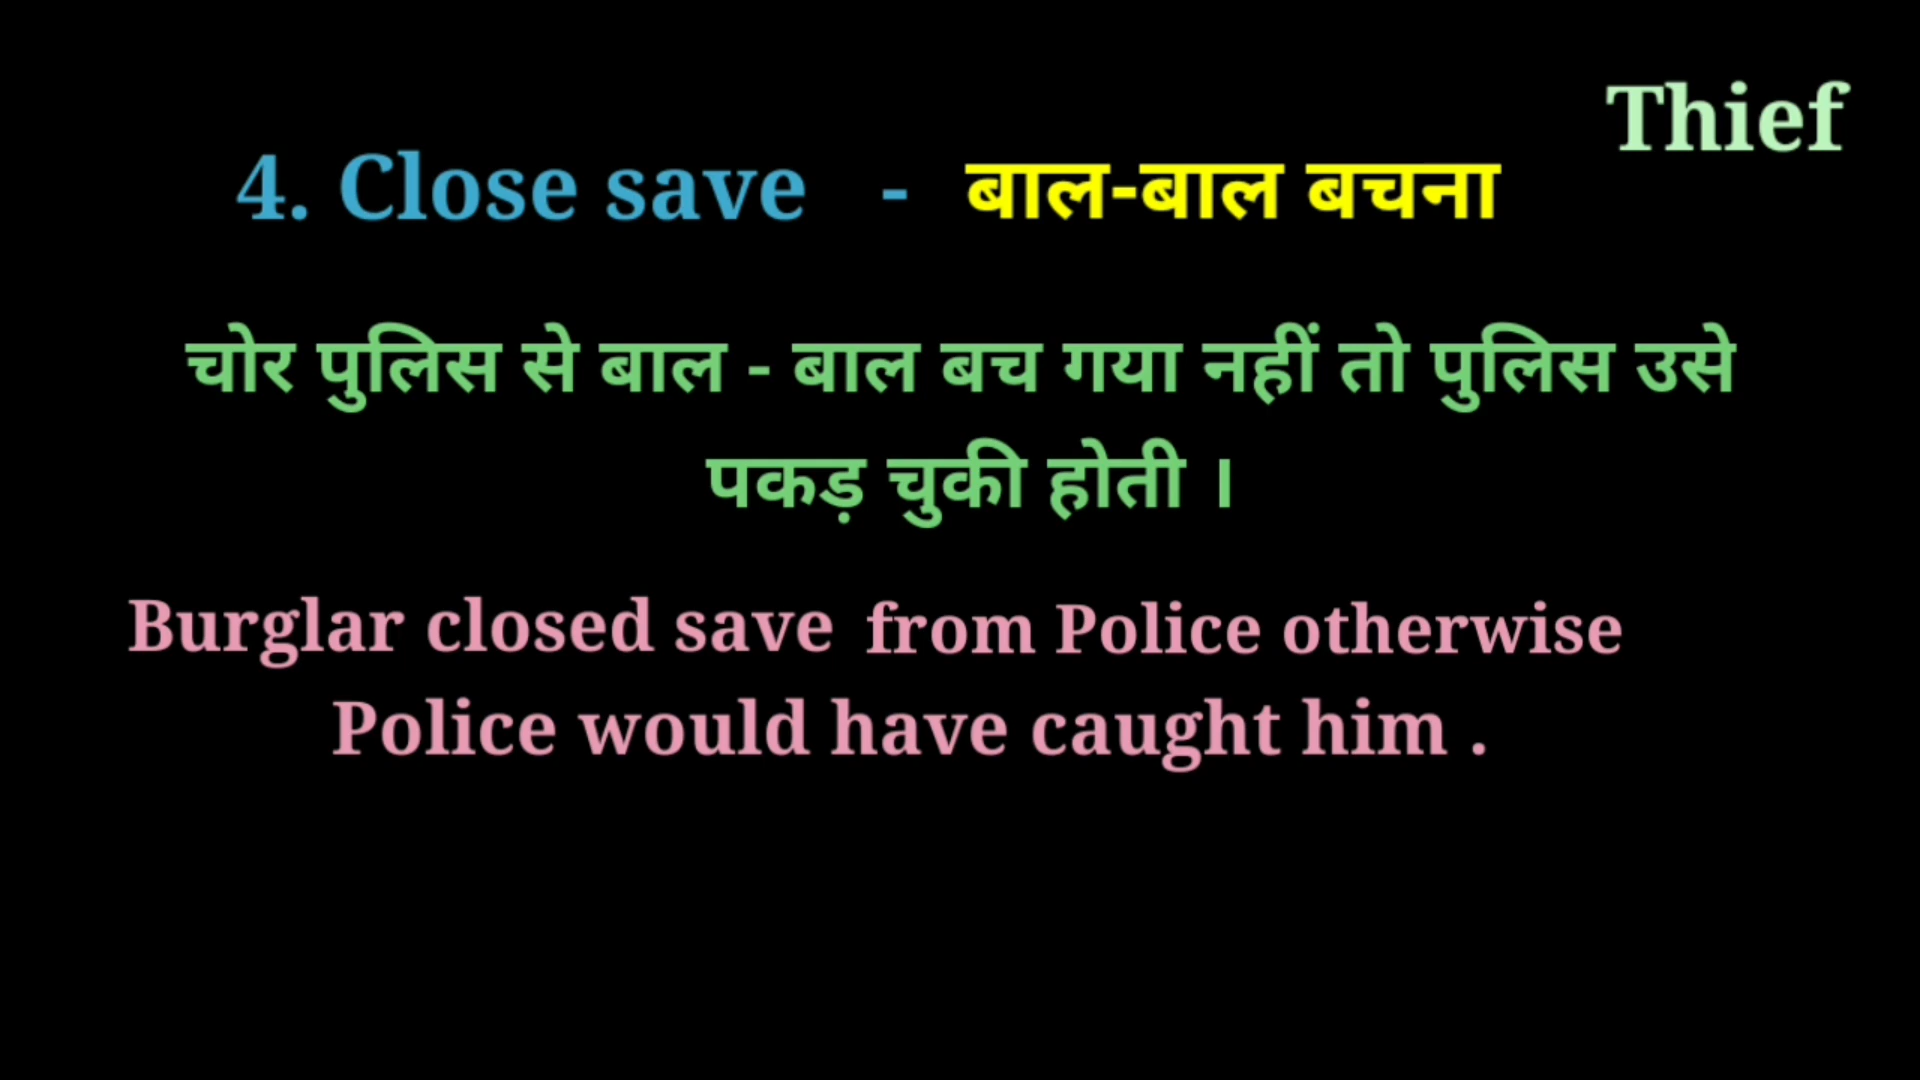 Thief
4. Close save - बाल-बाल बचना
चोर पुलिस से बाल - बाल बच गया नहीं तो पुलिस उसे
पकड़ चुकी होती ।
Burglar closed save from Police otherwise
Police would have caught him .